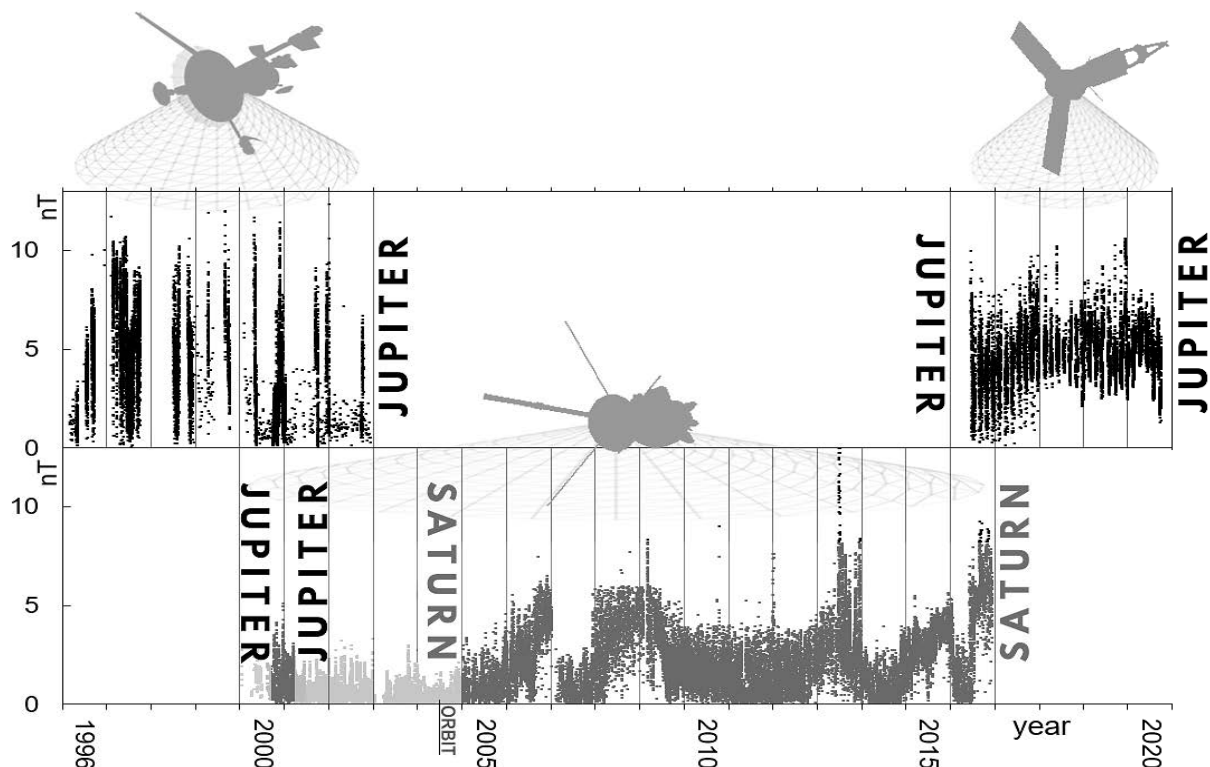 nT
10
5
0
JUPITER
JUPITER
JUPITER
nT
10
5
0
JUPITER
JUPITER
SATURN
SATURN
1996
2000
ORBIT
2005
2010
2015
year
2020